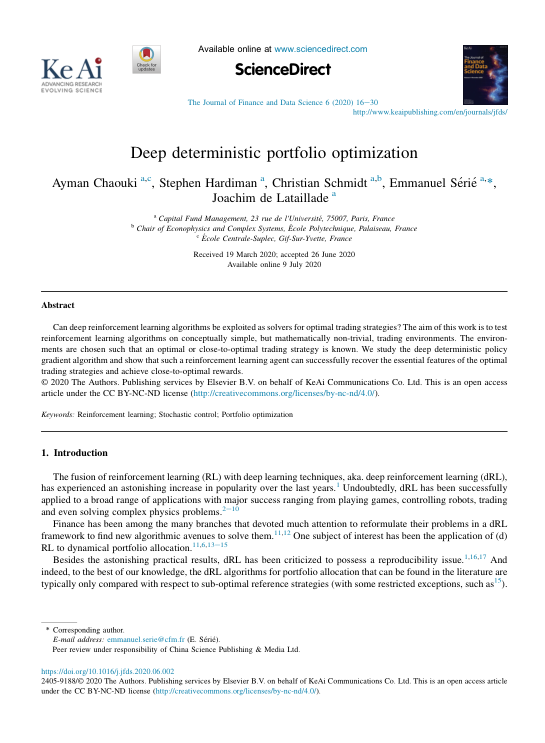 Available online at www.sciencedirect.com
Ke Ai
ADVANCING RESEARCH
EVOLVING SCIENCE
Check for
updates
ScienceDirect
The Journal of
Finance
and Data
Science
The Journal of Finance and Data Science 6 (2020) 16–30
http://www.keaipublishing.com/en/journals/jfds/
Deep deterministic portfolio optimization
Ayman Chaouki a,c, Stephen Hardiman a, Christian Schmidt a,b, Emmanuel Sérié a,*,
Joachim de Lataillade a
a Capital Fund Management, 23 rue de l'Université, 75007, Paris, France
b Chair of Econophysics and Complex Systems, École Polytechnique, Palaiseau, France
c École Centrale-Suplec, Gif-Sur-Yvette, France
Received 19 March 2020; accepted 26 June 2020
Available online 9 July 2020
Abstract
Can deep reinforcement learning algorithms be exploited as solvers for optimal trading strategies? The aim of this work is to test
reinforcement learning algorithms on conceptually simple, but mathematically non-trivial, trading environments. The environ-
ments are chosen such that an optimal or close-to-optimal trading strategy is known. We study the deep deterministic policy
gradient algorithm and show that such a reinforcement learning agent can successfully recover the essential features of the optimal
trading strategies and achieve close-to-optimal rewards.
© 2020 The Authors. Publishing services by Elsevier B.V. on behalf of KeAi Communications Co. Ltd. This is an open access
article under the CC BY-NC-ND license (http://creativecommons.org/licenses/by-nc-nd/4.0/).
Keywords: Reinforcement learning; Stochastic control; Portfolio optimization
1. Introduction
The fusion of reinforcement learning (RL) with deep learning techniques, aka. deep reinforcement learning (dRL),
has experienced an astonishing increase in popularity over the last years.1 Undoubtedly, dRL has been successfully
applied to a broad range of applications with major success ranging from playing games, controlling robots, trading
and even solving complex physics problems.2–10
Finance has been among the many branches that devoted much attention to reformulate their problems in a dRL
framework to find new algorithmic avenues to solve them.11,12 One subject of interest has been the application of (d)
RL to dynamical portfolio allocation.11,6,13–15
Besides the astonishing practical results, dRL has been criticized to possess a reproducibility issue.1,16,17 And
indeed, to the best of our knowledge, the dRL algorithms for portfolio allocation that can be found in the literature are
typically only compared with respect to sub-optimal reference strategies (with some restricted exceptions, such as15).
* Corresponding author.
E-mail address: emmanuel.serie@cfm.fr (E. Sérié).
Peer review under responsibility of China Science Publishing & Media Ltd.
https://doi.org/10.1016/j.jfds.2020.06.002
2405-9188/© 2020 The Authors. Publishing services by Elsevier B.V. on behalf of KeAi Communications Co. Ltd. This is an open access article
under the CC BY-NC-ND license (http://creativecommons.org/licenses/by-nc-nd/4.0/).